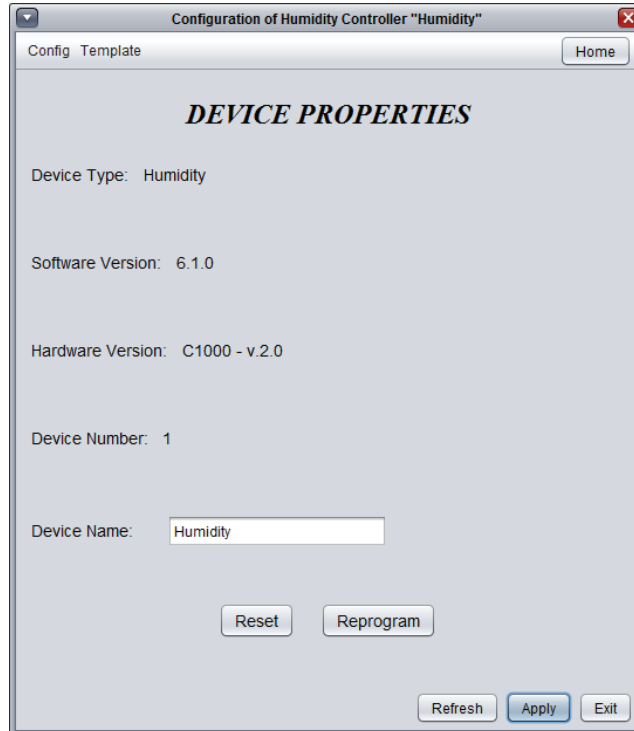 Configuration of Humidity Controller "Humidity"
Config Template Home
DEVICE PROPERTIES
Device Type: Humidity
Software Version: 6.1.0
Hardware Version: C1000 - v.2.0
Device Number: 1
Device Name: Humidity
Reset Reprogram
Refresh Apply Exit